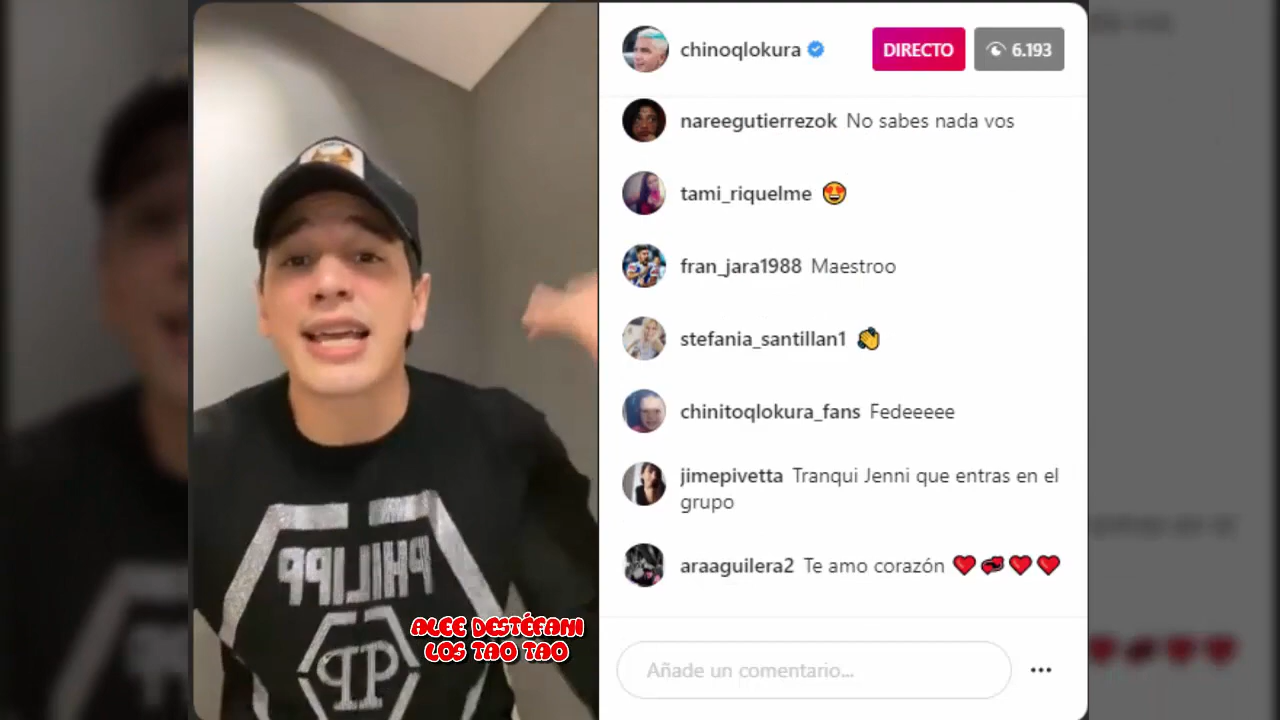 chinoqlokura
DIRECTO
6.193
nareegutierrezok No sabes nada vos
tami_riquelme 😍
fran_jara1988 Maestroo
stefania_santillan1 👏
chinitoqlokura_fans Fedeeeee
jimepivetta Tranqui Jenni que entras en el
grupo
araaguilera2 Te amo corazón ❤️💞❤️❤️
Añade un comentario...
PHILIPP
PP
ALEE DESTÉFANI
LOS TAO TAO